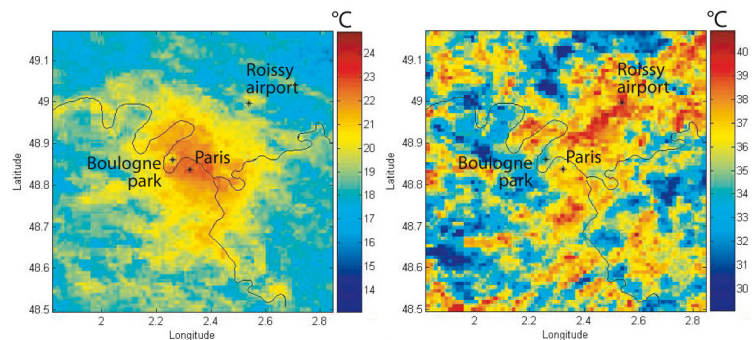 °C
49.1
49
48.9
48.8
48.7
48.6
48.5
Latitude
2
2.2
2.4
2.6
2.8
Longitude
Roissy
airport
Boulogne
park
Paris
24
23
22
21
20
19
18
17
16
15
14
°C
49.1
49
48.9
48.8
48.7
48.6
48.5
Latitude
2
2.2
2.4
2.6
2.8
Longitude
Roissy
airport
Boulogne
park
Paris
40
39
38
37
36
35
34
33
32
31
30